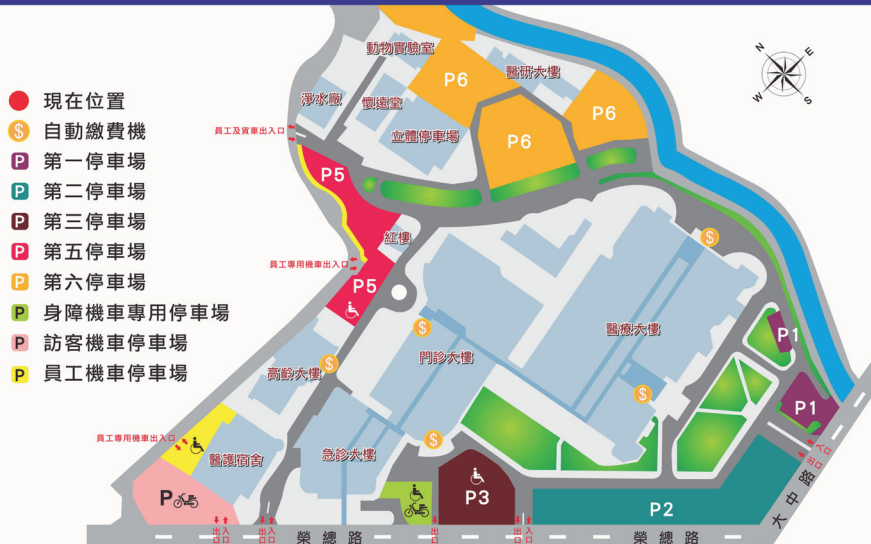 現在位置
$ 自動繳費機
P 第一停車場
P 第二停車場
P 第三停車場
P 第五停車場
P 第六停車場
P 身障機車專用停車場
P 訪客機車停車場
P 員工機車停車場
N
E
W
S
動物實驗室
P6
醫研大樓
淨水廠
懷遠堂
P6
立體停車場
P6
員工及貨車出入口
P5
紅樓
$
員工專用機車出入口
P5
醫療大樓
P1
$
門診大樓
$
高齡大樓
$
P1
員工專用機車出入口
$
醫護宿舍
急診大樓
入口
出口
P
P3
P2
大中路
出口
入口
出口
入口
出口
出口
入口
榮總路
榮總路